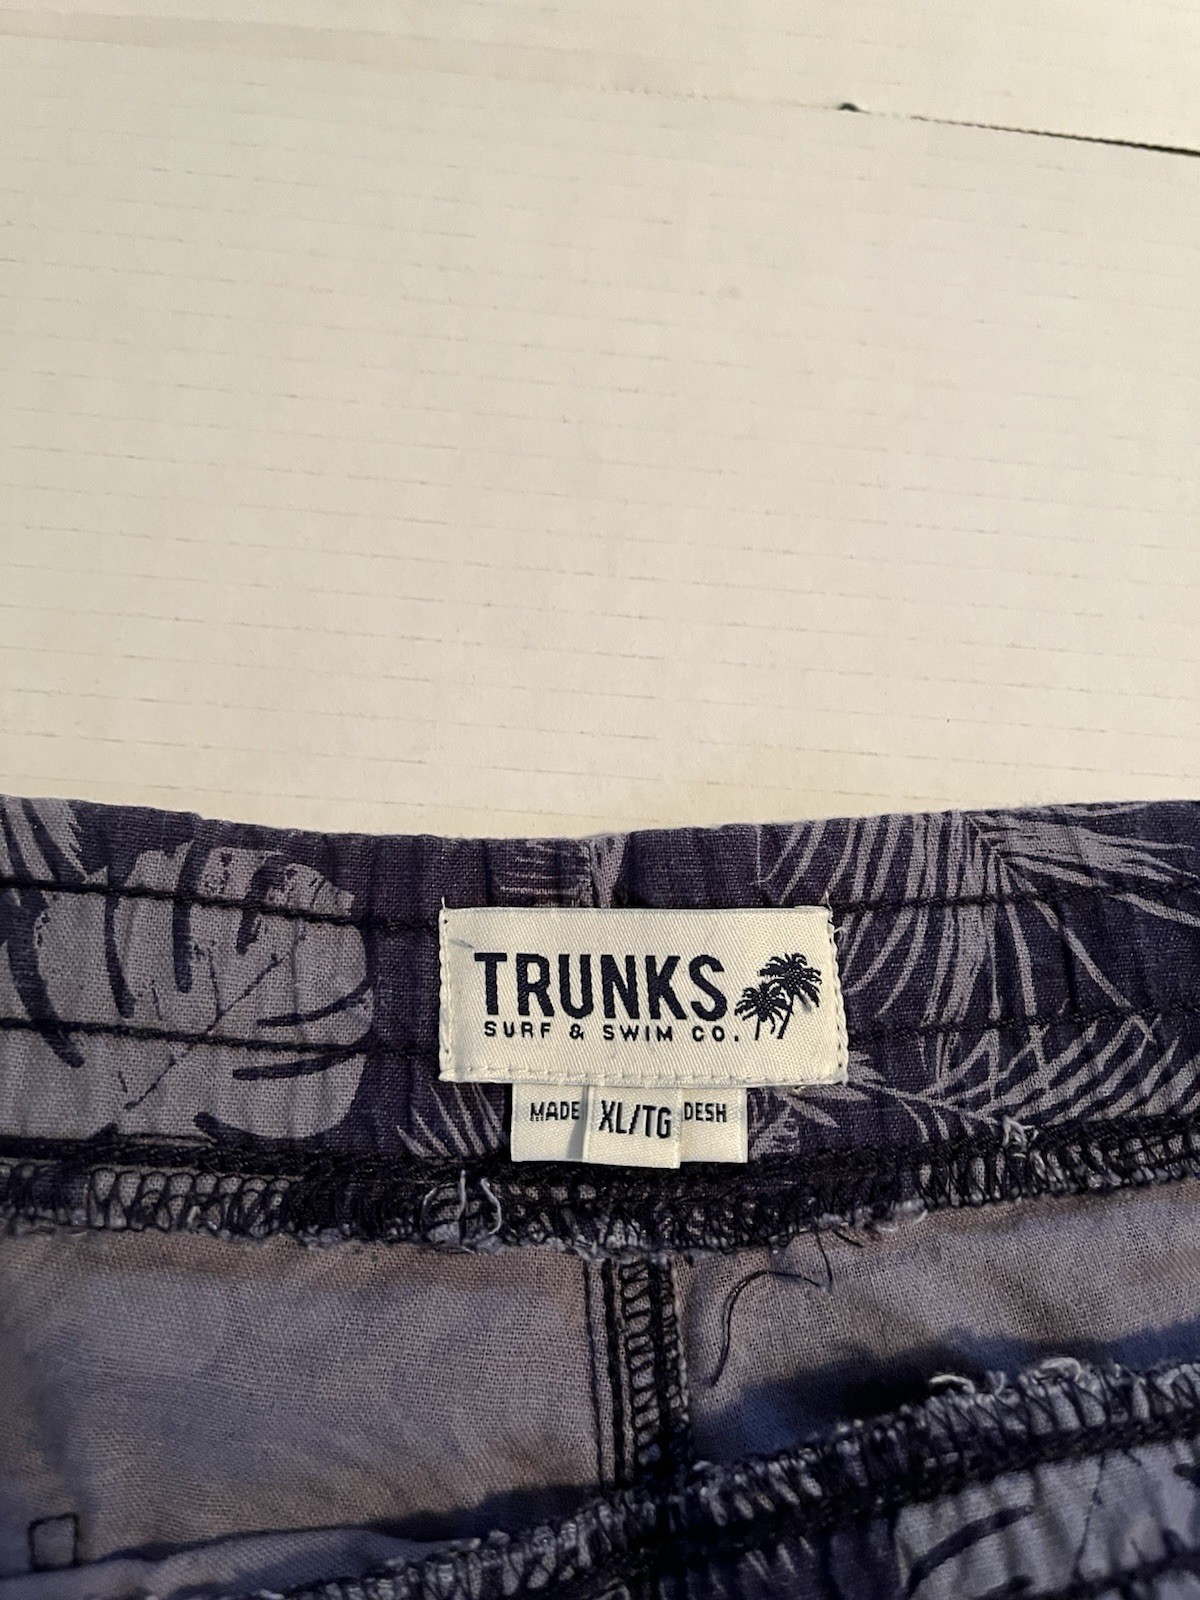 TRUNKS
SURF & SWIM CO.
MADE XL/TG DESH